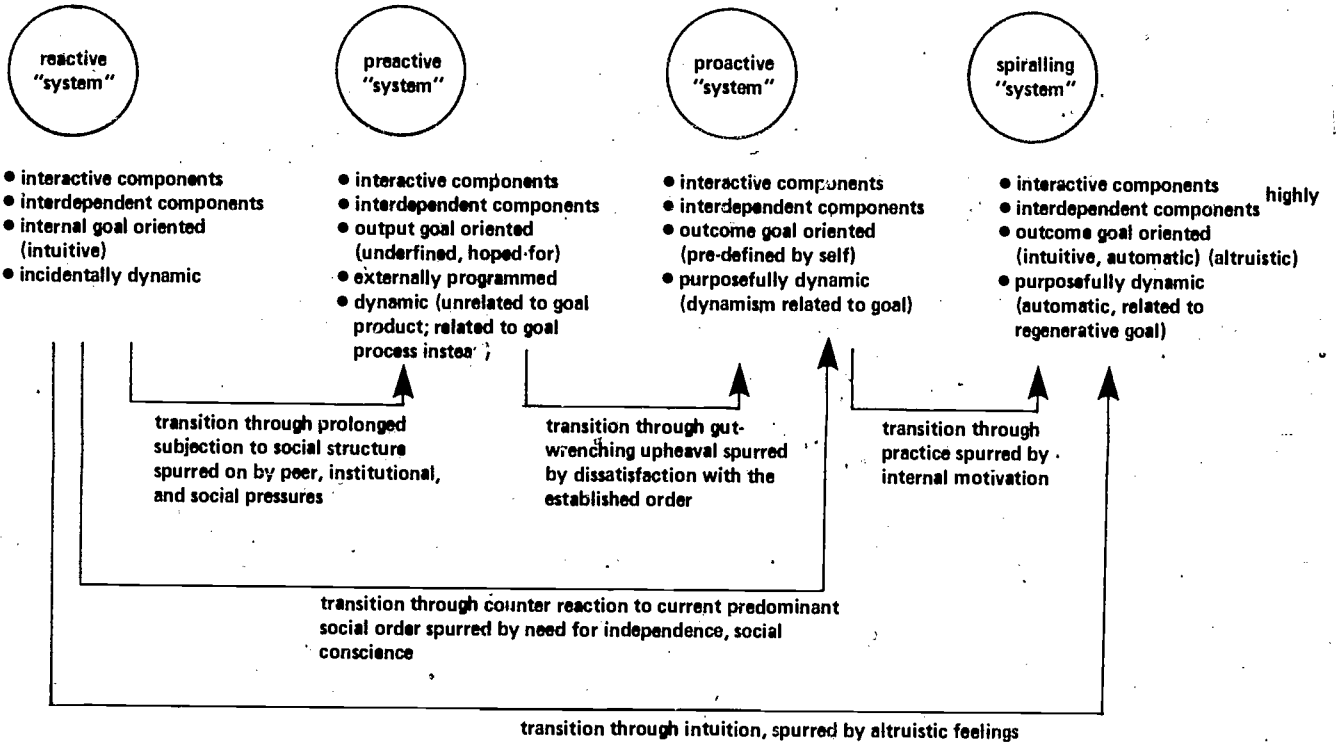 reactive
"system"
preactive
"system"
proactive
"system"
spiralling
"system"
● interactive components
● interdependent components
● internal goal oriented
(intuitive)
● incidentally dynamic
● interactive components
● interdependent components
● output goal oriented
(underfined, hoped-for)
● externally programmed
● dynamic (unrelated to goal
product; related to goal
process instea
● interactive components
● interdependent components
● outcome goal oriented
(pre-defined by self)
● purposefully dynamic
(dynamism related to goal)
● interactive components
● interdependent components highly
● outcome goal oriented
(intuitive, automatic) (altruistic)
● purposefully dynamic
(automatic, related to
regenerative goal)
transition through prolonged
subjection to social structure
spurred on by peer, institutional,
and social pressures
transition through gut-
wrenching upheaval spurred
by dissatisfaction with the
established order
transition through
practice spurred by
internal motivation
transition through counter reaction to current predominant
social order spurred by need for independence, social
conscience
transition through intuition, spurred by altruistic feelings